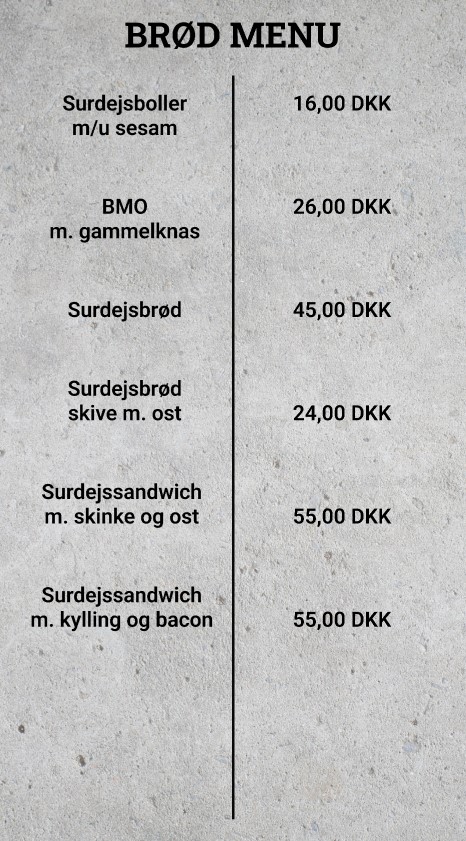 BRØD MENU
Surdejsboller
m/u sesam
16,00 DKK
BMO
m. gammelknas
26,00 DKK
Surdejsbrød
45,00 DKK
Surdejsbrød
skive m. ost
24,00 DKK
Surdejssandwich
m. skinke og ost
55,00 DKK
Surdejssandwich
m. kylling og bacon
55,00 DKK